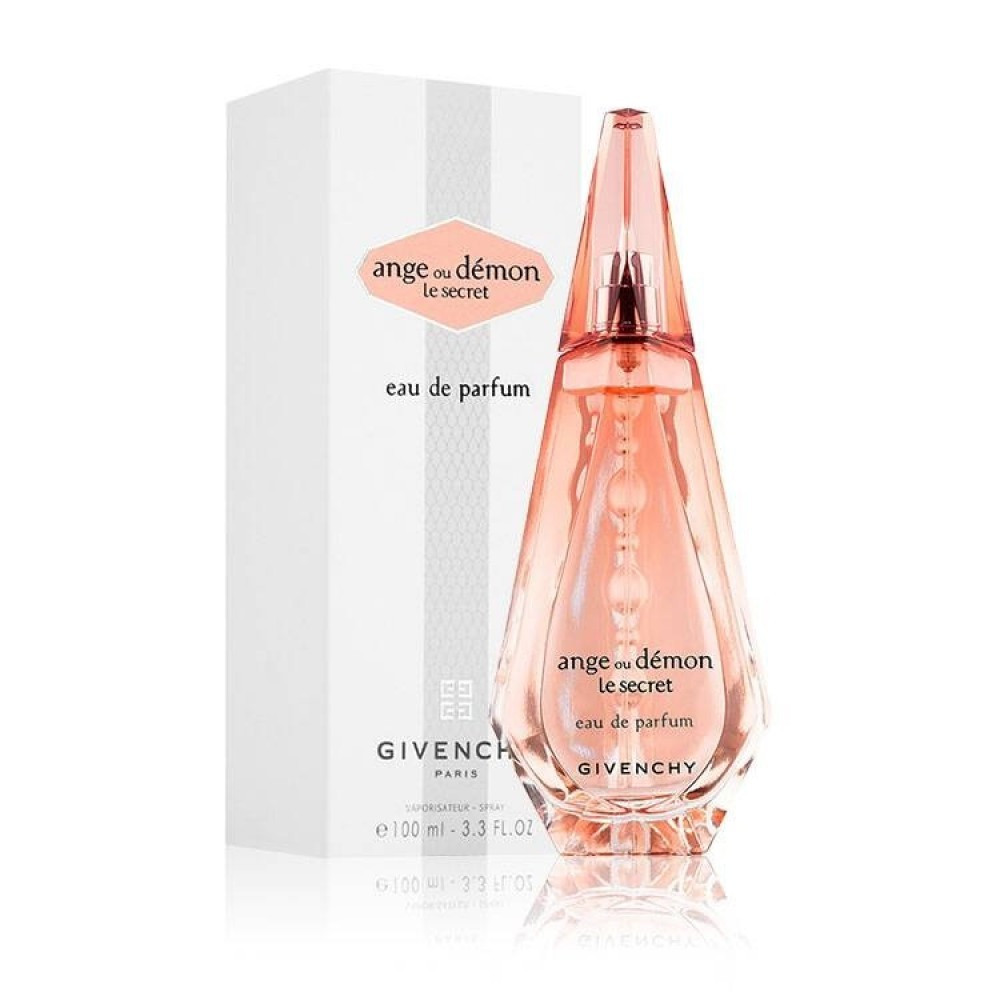 ange ou démon
le secret
eau de parfum
GIVENCHY
PARIS
VAPORISATEUR - SPRAY
e 100 ml - 3.3 FL.OZ
ange ou démon
le secret
eau de parfum
GIVENCHY